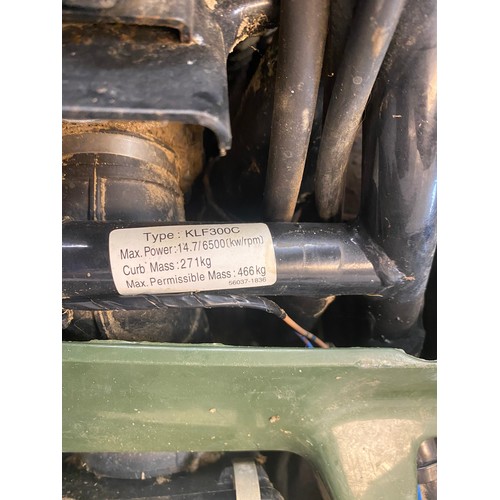 Type : KLF300C
Max. Power : 14.7/6500(kw/rpm)
Curb Mass : 271kg
Max. Permissible Mass : 466kg
56037-1836